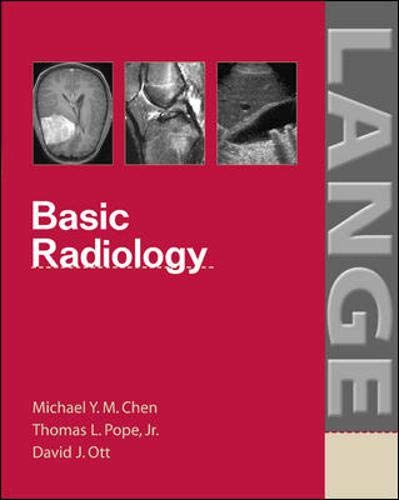 LANGE
Basic
Radiology
Michael Y. M. Chen
Thomas L. Pope, Jr.
David J. Ott